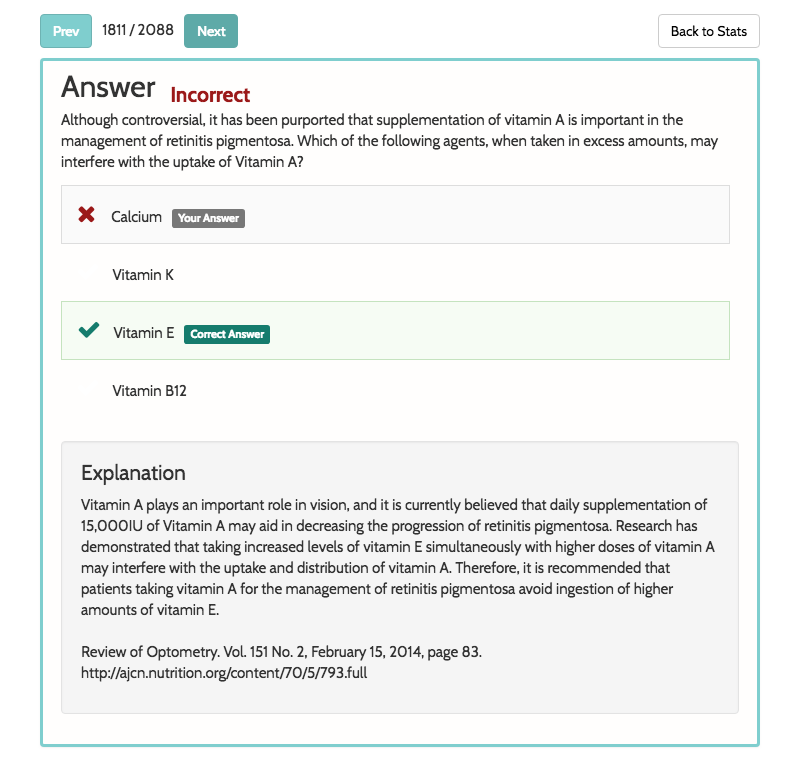 Prev 1811 / 2088 Next Back to Stats
Answer Incorrect
Although controversial, it has been purported that supplementation of vitamin A is important in the
management of retinitis pigmentosa. Which of the following agents, when taken in excess amounts, may
interfere with the uptake of Vitamin A?
Calcium Your Answer
Vitamin K
Vitamin E Correct Answer
Vitamin B12
Explanation
Vitamin A plays an important role in vision, and it is currently believed that daily supplementation of
15,000IU of Vitamin A may aid in decreasing the progression of retinitis pigmentosa. Research has
demonstrated that taking increased levels of vitamin E simultaneously with higher doses of vitamin A
may interfere with the uptake and distribution of vitamin A. Therefore, it is recommended that
patients taking vitamin A for the management of retinitis pigmentosa avoid ingestion of higher
amounts of vitamin E.
Review of Optometry. Vol. 151 No. 2, February 15, 2014, page 83.
http://ajcn.nutrition.org/content/70/5/793.full